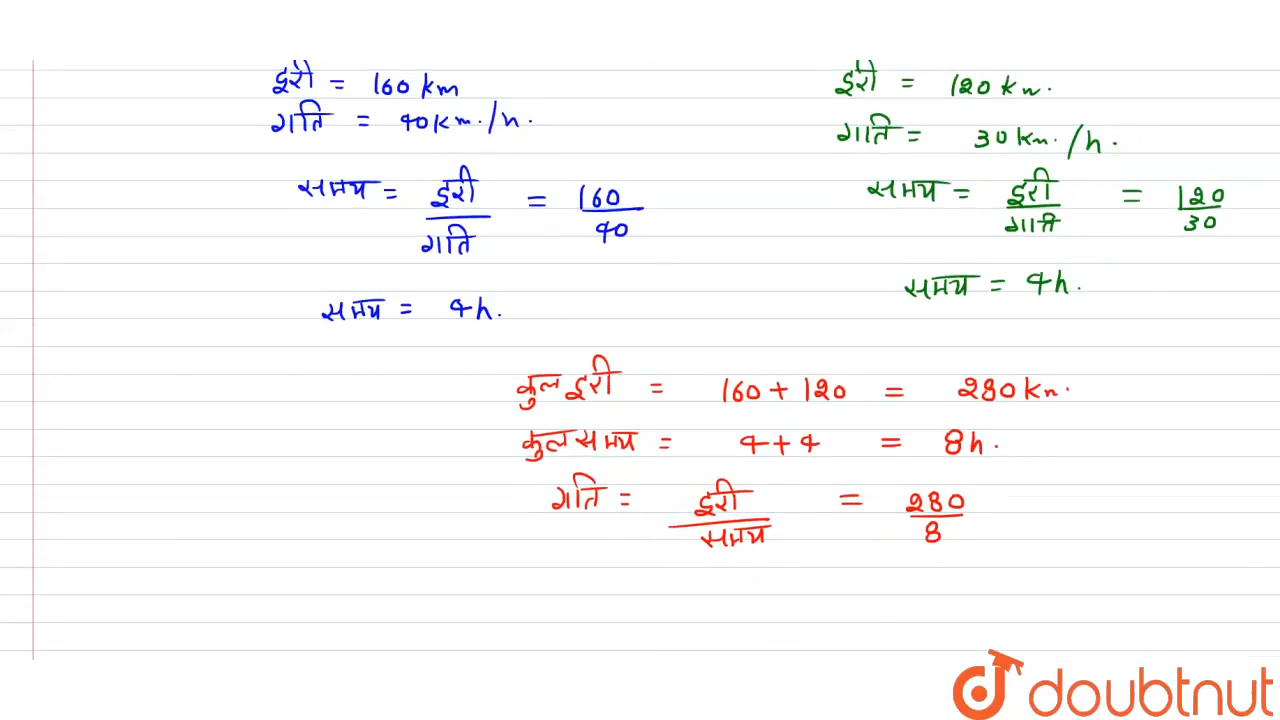 दूरी = 160 km
गति = 40 km./h.
समय = दूरी/गति = 160/40
समय = 4h.
दूरी = 120 km.
गति = 30 km./h.
समय = दूरी/गति = 120/30
समय = 4h.
कुल दूरी = 160 + 120 = 280 km.
कुल समय = 4 + 4 = 8h.
गति = दूरी/समय = 280/8
doubtnut